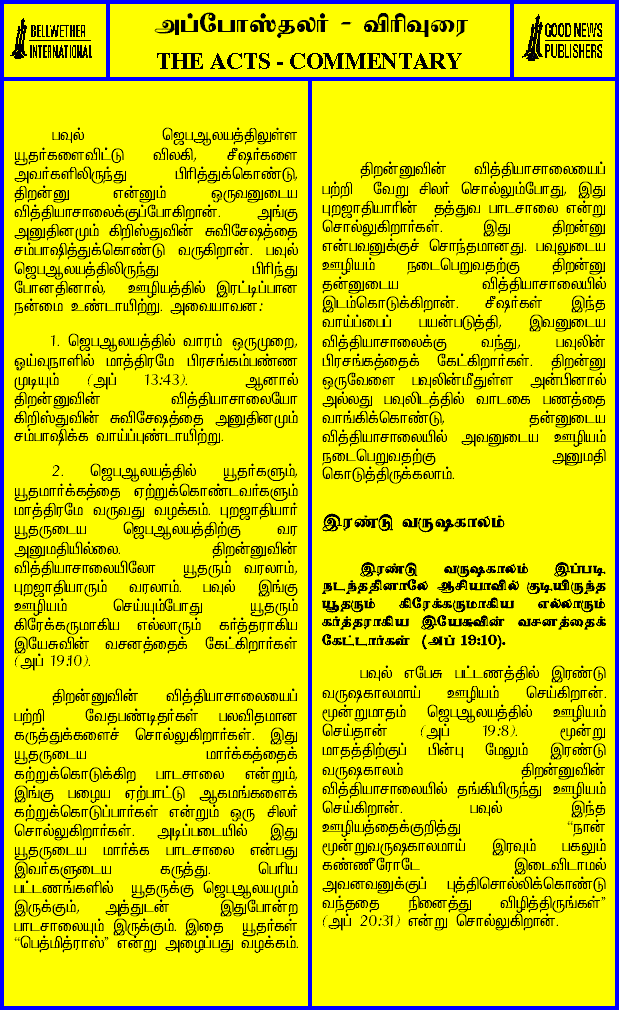 BELLWETHER
INTERNATIONAL
அப்போஸ்தலர் - விரிவுரை
THE ACTS - COMMENTARY
GOOD NEWS
PUBLISHERS
பவுல் ஜெபஆலயத்திலுள்ள
யூதர்களைவிட்டு விலகி, சீஷர்களை
அவர்களிலிருந்து பிரித்துக்கொண்டு,
திறன்னு என்னும் ஒருவனுடைய
வித்தியாசாலைக்குப்போகிறான். அங்கு
அனுதினமும் கிறிஸ்துவின் சுவிசேஷத்தை
சம்பாஷித்துக்கொண்டு வருகிறான். பவுல்
ஜெபஆலயத்திலிருந்து பிரிந்து
போனதினால், ஊழியத்தில் இரட்டிப்பான
நன்மை உண்டாயிற்று. அவையாவன:
1. ஜெபஆலயத்தில் வாரம் ஒருமுறை,
ஓய்வுநாளில் மாத்திரமே பிரசங்கம்பண்ண
முடியும் (அப் 13:43). ஆனால்
திறன்னுவின் வித்தியாசாலையோ
கிறிஸ்துவின் சுவிசேஷத்தை அனுதினமும்
சம்பாஷிக்க வாய்ப்புண்டாயிற்று.
2. ஜெபஆலயத்தில் யூதர்களும்,
யூதமார்க்கத்தை ஏற்றுக்கொண்டவர்களும்
மாத்திரமே வருவது வழக்கம். புறஜாதியார்
யூதருடைய ஜெபஆலயத்திற்கு வர
அனுமதியில்லை. திறன்னுவின்
வித்தியாசாலையிலோ யூதரும் வரலாம்,
புறஜாதியாரும் வரலாம். பவுல் இங்கு
ஊழியம் செய்யும்போது யூதரும்
கிரேக்கருமாகிய எல்லாரும் கர்த்தராகிய
இயேசுவின் வசனத்தைக் கேட்கிறார்கள்
(அப் 19:10).
திறன்னுவின் வித்தியாசாலையைப்
பற்றி வேதபண்டிதர்கள் பலவிதமான
கருத்துக்களைச் சொல்லுகிறார்கள். இது
யூதருடைய மார்க்கத்தைக்
கற்றுக்கொடுக்கிற பாடசாலை என்றும்,
இங்கு பழைய ஏற்பாட்டு ஆகமங்களைக்
கற்றுக்கொடுப்பார்கள் என்றும் ஒரு சிலர்
சொல்லுகிறார்கள். அடிப்படையில் இது
யூதருடைய மார்க்க பாடசாலை என்பது
இவர்களுடைய கருத்து. பெரிய
பட்டணங்களில் யூதருக்கு ஜெபஆலயமும்
இருக்கும், அத்துடன் இதுபோன்ற
பாடசாலையும் இருக்கும். இதை யூதர்கள்
“பெத்மித்ராஸ்” என்று அழைப்பது வழக்கம்.
திறன்னுவின் வித்தியாசாலையைப்
பற்றி வேறு சிலர் சொல்லும்போது, இது
புறஜாதியாரின் தத்துவ பாடசாலை என்று
சொல்லுகிறார்கள். இது திறன்னு
என்பவனுக்குச் சொந்தமானது. பவுலுடைய
ஊழியம் நடைபெறுவதற்கு திறன்னு
தன்னுடைய வித்தியாசாலையில்
இடம்கொடுக்கிறான். சீஷர்கள் இந்த
வாய்ப்பைப் பயன்படுத்தி, இவனுடைய
வித்தியாசாலைக்கு வந்து, பவுலின்
பிரசங்கத்தைக் கேட்கிறார்கள். திறன்னு
ஒருவேளை பவுலின்மீதுள்ள அன்பினால்
அல்லது பவுலிடத்தில் வாடகை பணத்தை
வாங்கிக்கொண்டு, தன்னுடைய
வித்தியாசாலையில் அவனுடைய ஊழியம்
நடைபெறுவதற்கு அனுமதி
கொடுத்திருக்கலாம்.
இரண்டு வருஷகாலம்
இரண்டு வருஷகாலம் இப்படி
நடந்ததினாலே ஆசியாவில் குடியிருந்த
யூதரும் கிரேக்கருமாகிய எல்லாரும்
கர்த்தராகிய இயேசுவின் வசனத்தைக்
கேட்டார்கள் (அப் 19:10).
பவுல் எபேசு பட்டணத்தில் இரண்டு
வருஷகாலமாய் ஊழியம் செய்கிறான்.
மூன்றுமாதம் ஜெபஆலயத்தில் ஊழியம்
செய்தான் (அப் 19:8). மூன்று
மாதத்திற்குப் பின்பு மேலும் இரண்டு
வருஷகாலம் திறன்னுவின்
வித்தியாசாலையில் தங்கியிருந்து ஊழியம்
செய்கிறான். பவுல் இந்த
ஊழியத்தைக்குறித்து “நான்
மூன்றுவருஷகாலமாய் இரவும் பகலும்
கண்ணீரோடே இடைவிடாமல்
அவனவனுக்குப் புத்திசொல்லிக்கொண்டு
வந்ததை நினைத்து விழித்திருங்கள்”
(அப் 20:31) என்று சொல்லுகிறான்.